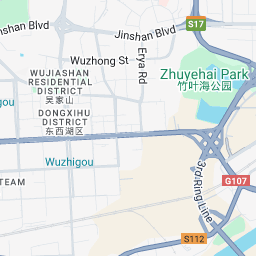 Jinshan Blvd
Jinshan Blvd
S17
Wuzhong St
Erya Rd
WUJIASHAN
RESIDENTIAL
DISTRICT
吴家山
Zhuyehai Park
竹叶海公园
DONGXIHU
DISTRICT
东西湖区
Wuzhigou
3rd Ring Line
G107
TEAM
S112